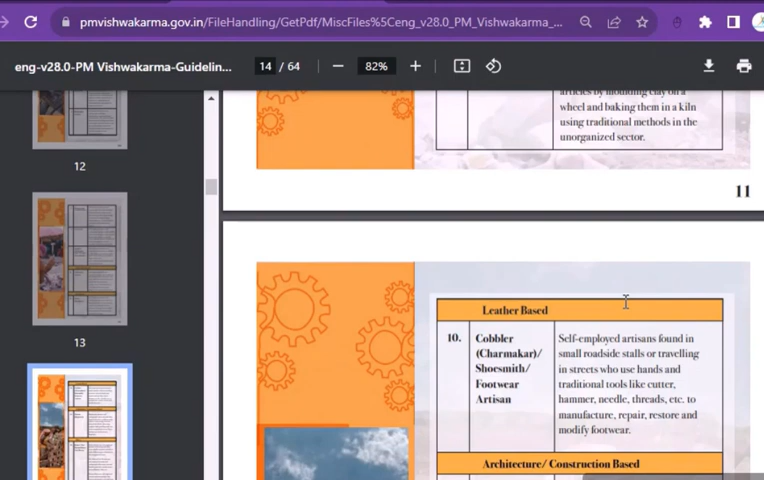 pmvishwakarma.gov.in/FileHandling/GetPdf/MiscFiles%5Ceng_v28.0_PM_Vishwakarma_...
eng-v28.0-PM Vishwakarma-Guidelin...
14 / 64
82%
12
13
articles by moulding clay on a
wheel and baking them in a kiln
using traditional methods in the
unorganized sector.
11
Leather Based
10.
Cobbler
(Charmakar)/
Shoesmith/
Footwear
Artisan
Self-employed artisans found in
small roadside stalls or travelling
in streets who use hands and
traditional tools like cutter,
hammer, needle, threads, etc. to
manufacture, repair, restore and
modify footwear.
Architecture/ Construction Based